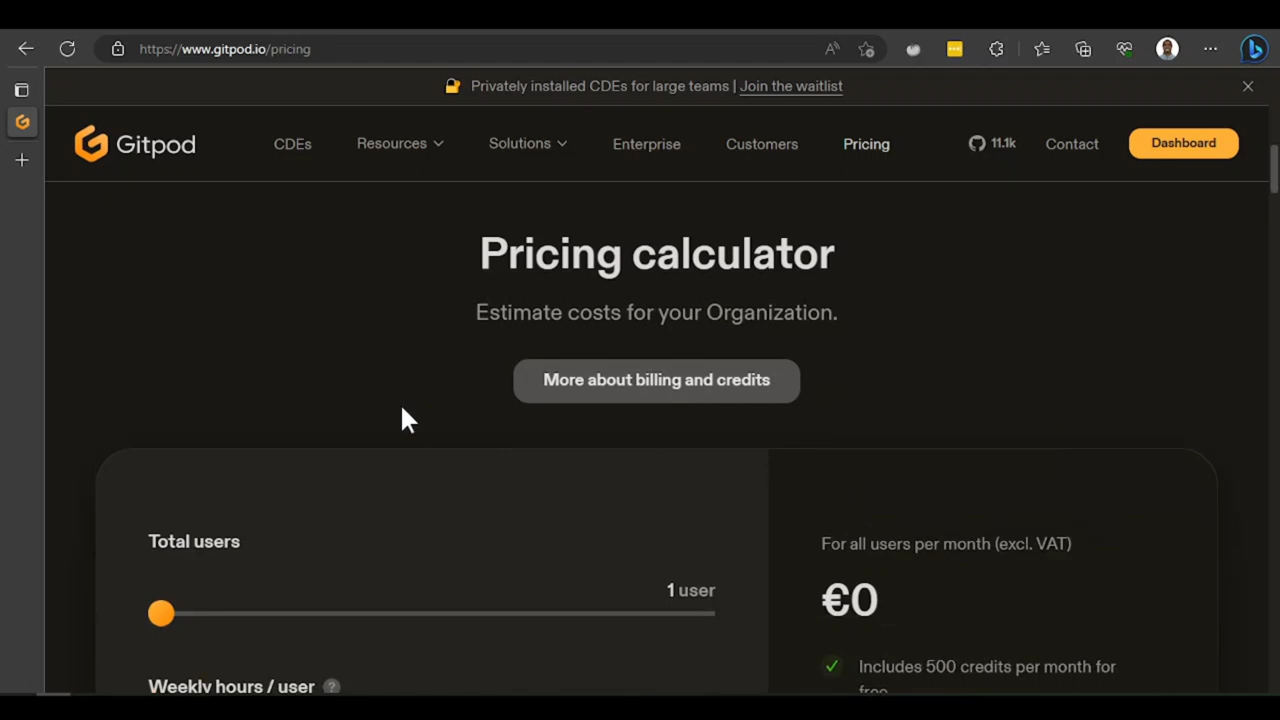 https://www.gitpod.io/pricing
Privately installed CDEs for large teams | Join the waitlist
Gitpod
CDEs
Resources
Solutions
Enterprise
Customers
Pricing
11.1k
Contact
Dashboard
Pricing calculator
Estimate costs for your Organization.
More about billing and credits
Total users
1 user
Weekly hours / user ?
For all users per month (excl. VAT)
€0
Includes 500 credits per month for
free